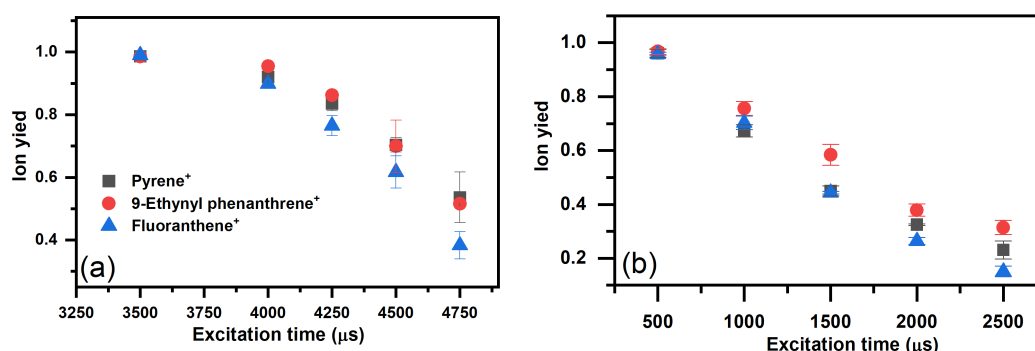 1.0
0.8
0.6
0.4
Ion yied
Pyrene⁺
9-Ethynyl phenanthrene⁺
Fluoranthene⁺
(a)
3250 3500 3750 4000 4250 4500 4750
Excitation time (μs)
1.0
0.8
0.6
0.4
0.2
Ion yied
(b)
500 1000 1500 2000 2500
Excitation time (μs)